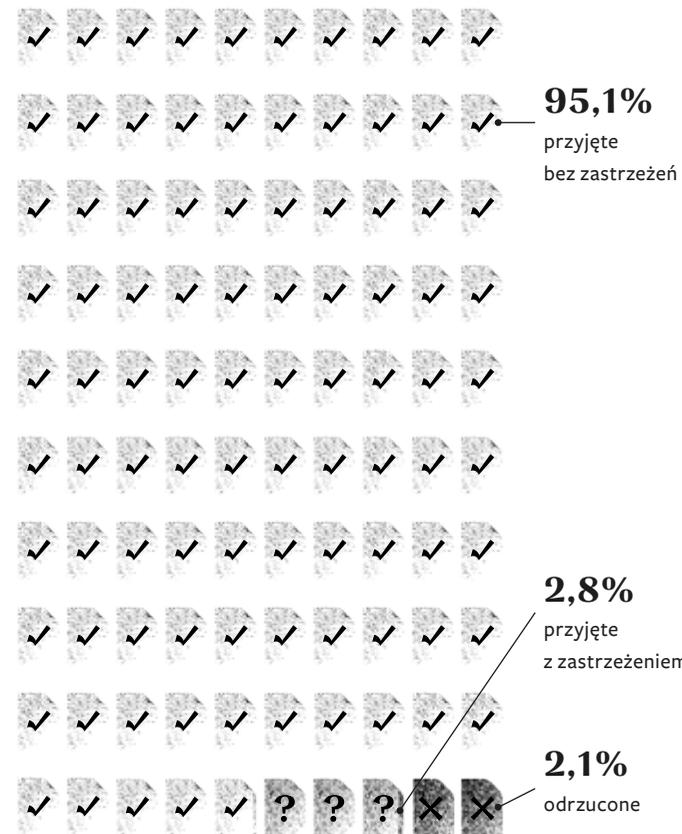 95,1%
przyjęte
bez zastrzeżeń
2,8%
przyjęte
z zastrzeżeniem
2,1%
odrzucone
? ? ?